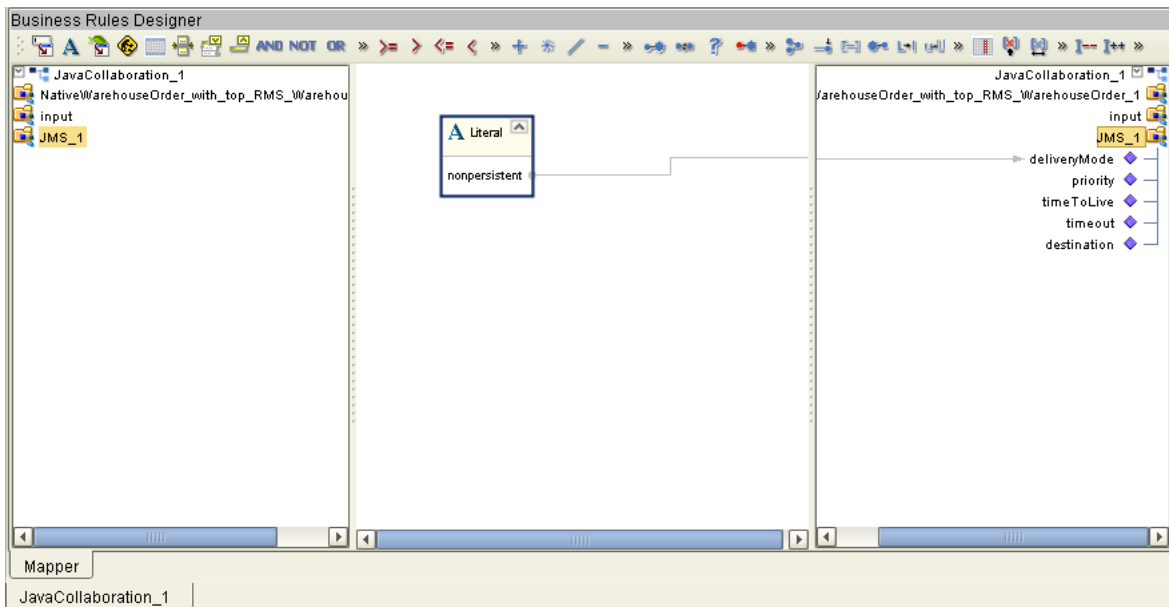 Business Rules Designer
A AND NOT OR » >= > <= < » + * / - » ? » » » I-- I++ »
JavaCollaboration_1
NativeWarehouseOrder_with_top_RMS_Warehou
input
JMS_1
A Literal
nonpersistent
JavaCollaboration_1
WarehouseOrder_with_top_RMS_WarehouseOrder_1
input
JMS_1
deliveryMode
priority
timeToLive
timeout
destination
Mapper
JavaCollaboration_1